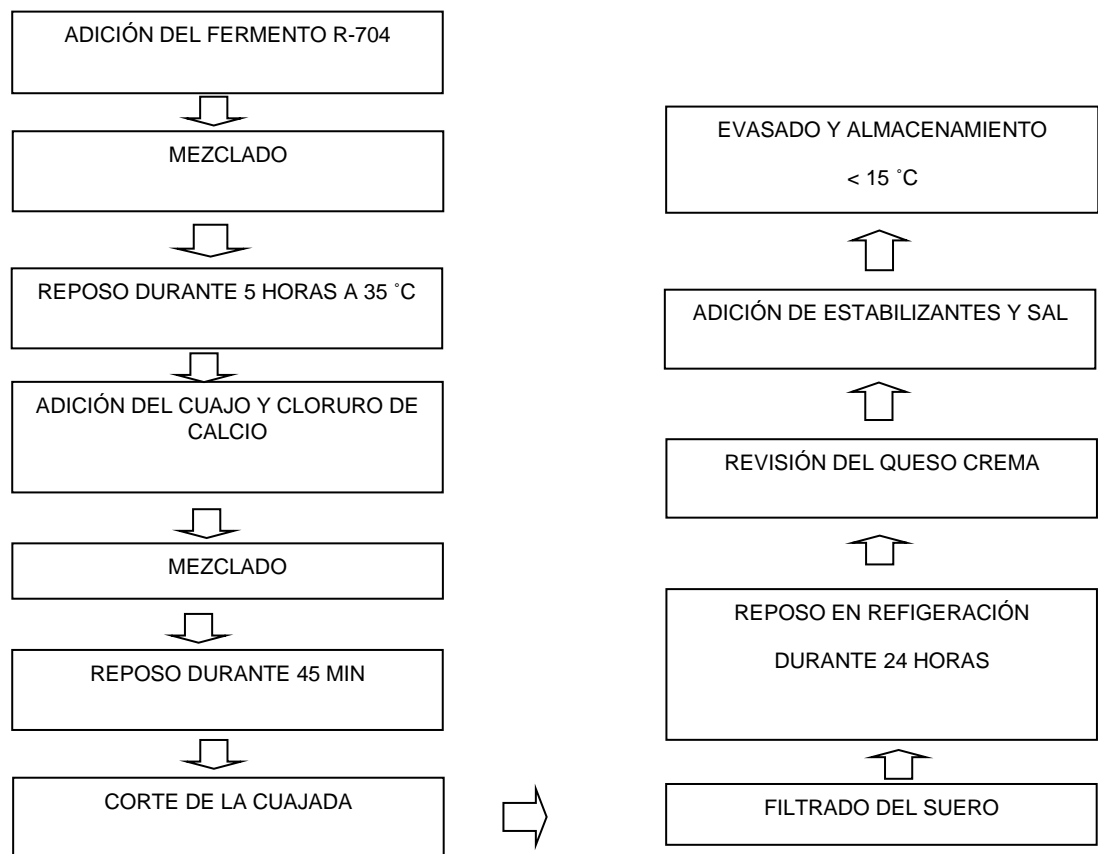 ADICIÓN DEL FERMENTO R-704
MEZCLADO
REPOSO DURANTE 5 HORAS A 35 ˚C
ADICIÓN DEL CUAJO Y CLORURO DE
CALCIO
MEZCLADO
REPOSO DURANTE 45 MIN
CORTE DE LA CUAJADA
FILTRADO DEL SUERO
REPOSO EN REFIGERACIÓN
DURANTE 24 HORAS
REVISIÓN DEL QUESO CREMA
ADICIÓN DE ESTABILIZANTES Y SAL
EVASADO Y ALMACENAMIENTO
< 15 ˚C